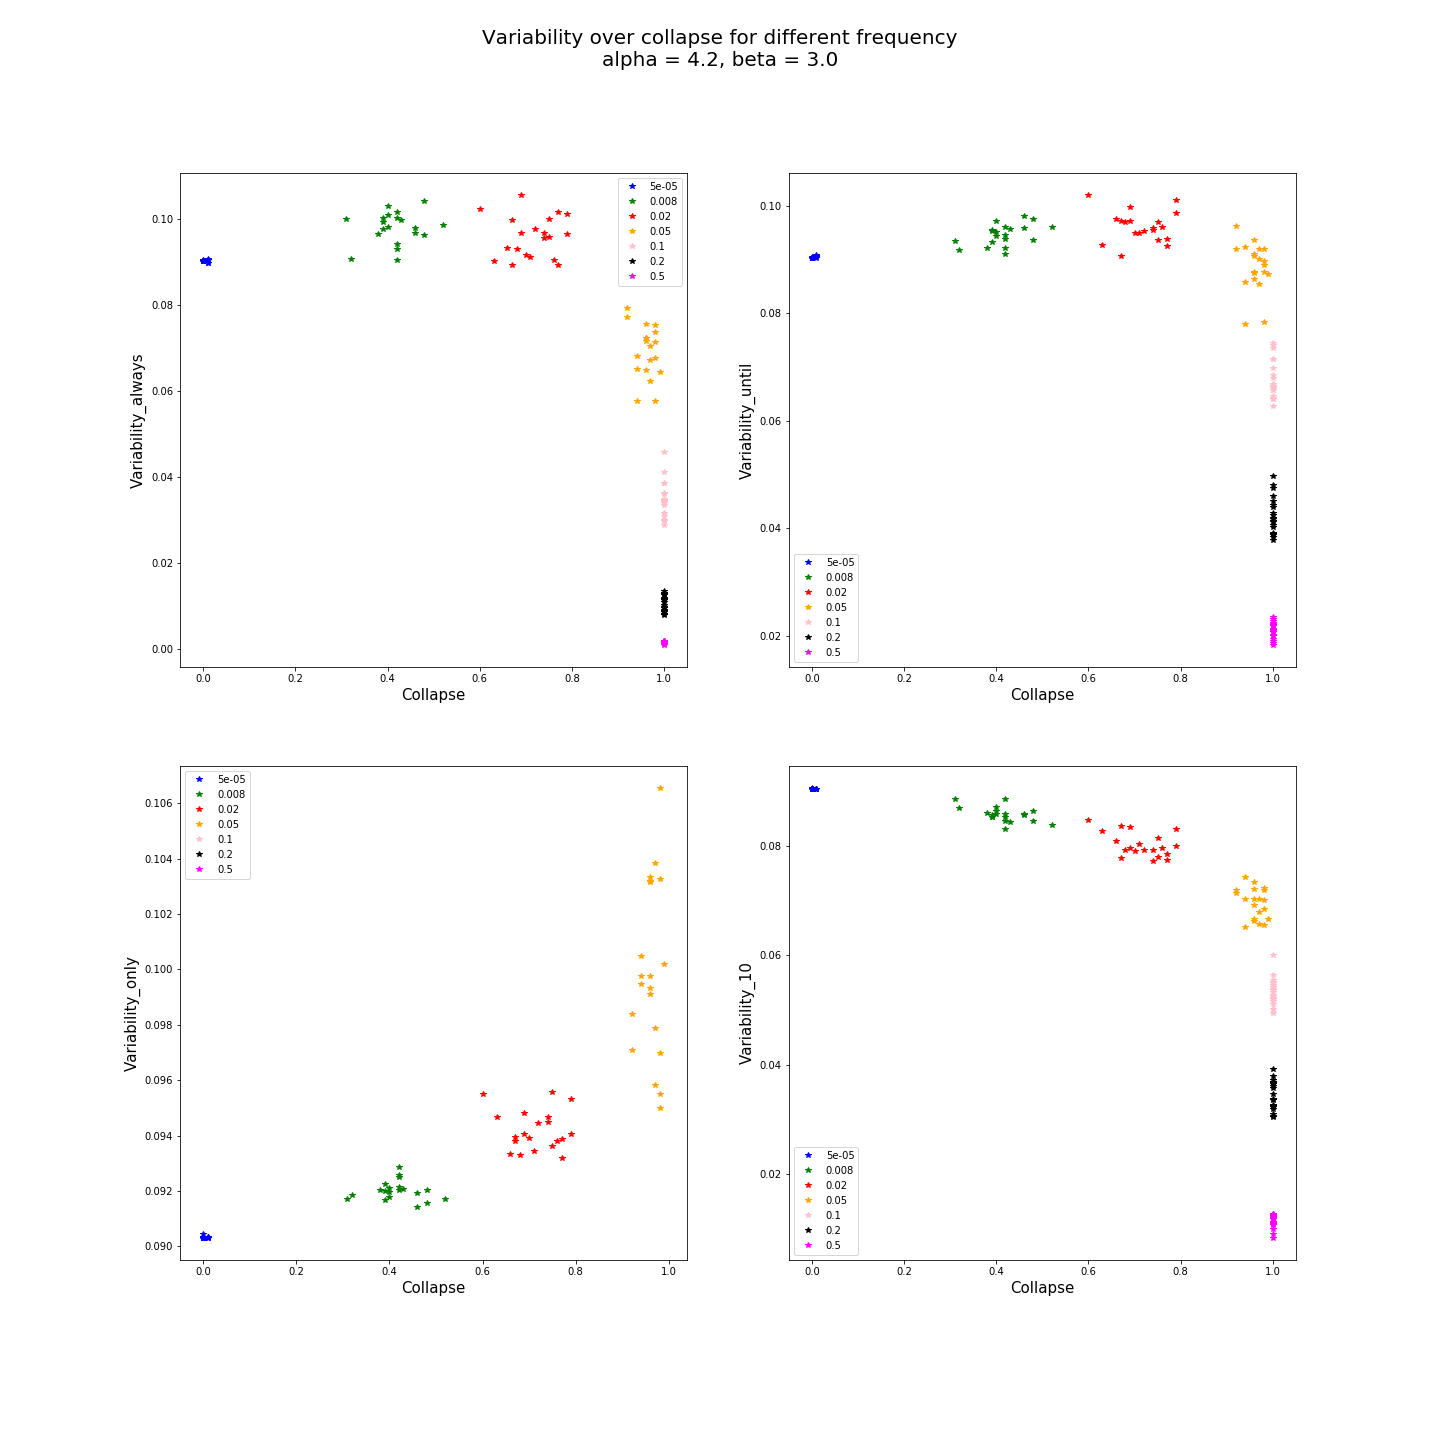 Variability over collapse for different frequency
alpha = 4.2, beta = 3.0
0.10
0.08
0.06
0.04
0.02
0.00
Variability_always
5e-05
0.008
0.02
0.05
0.1
0.2
0.5
0.0 0.2 0.4 0.6 0.8 1.0
Collapse
0.10
0.08
0.06
0.04
0.02
Variability_until
5e-05
0.008
0.02
0.05
0.1
0.2
0.5
0.0 0.2 0.4 0.6 0.8 1.0
Collapse
0.106
0.104
0.102
0.100
0.098
0.096
0.094
0.092
0.090
Variability_only
5e-05
0.008
0.02
0.05
0.1
0.2
0.5
0.0 0.2 0.4 0.6 0.8 1.0
Collapse
0.08
0.06
0.04
0.02
Variability_10
5e-05
0.008
0.02
0.05
0.1
0.2
0.5
0.0 0.2 0.4 0.6 0.8 1.0
Collapse